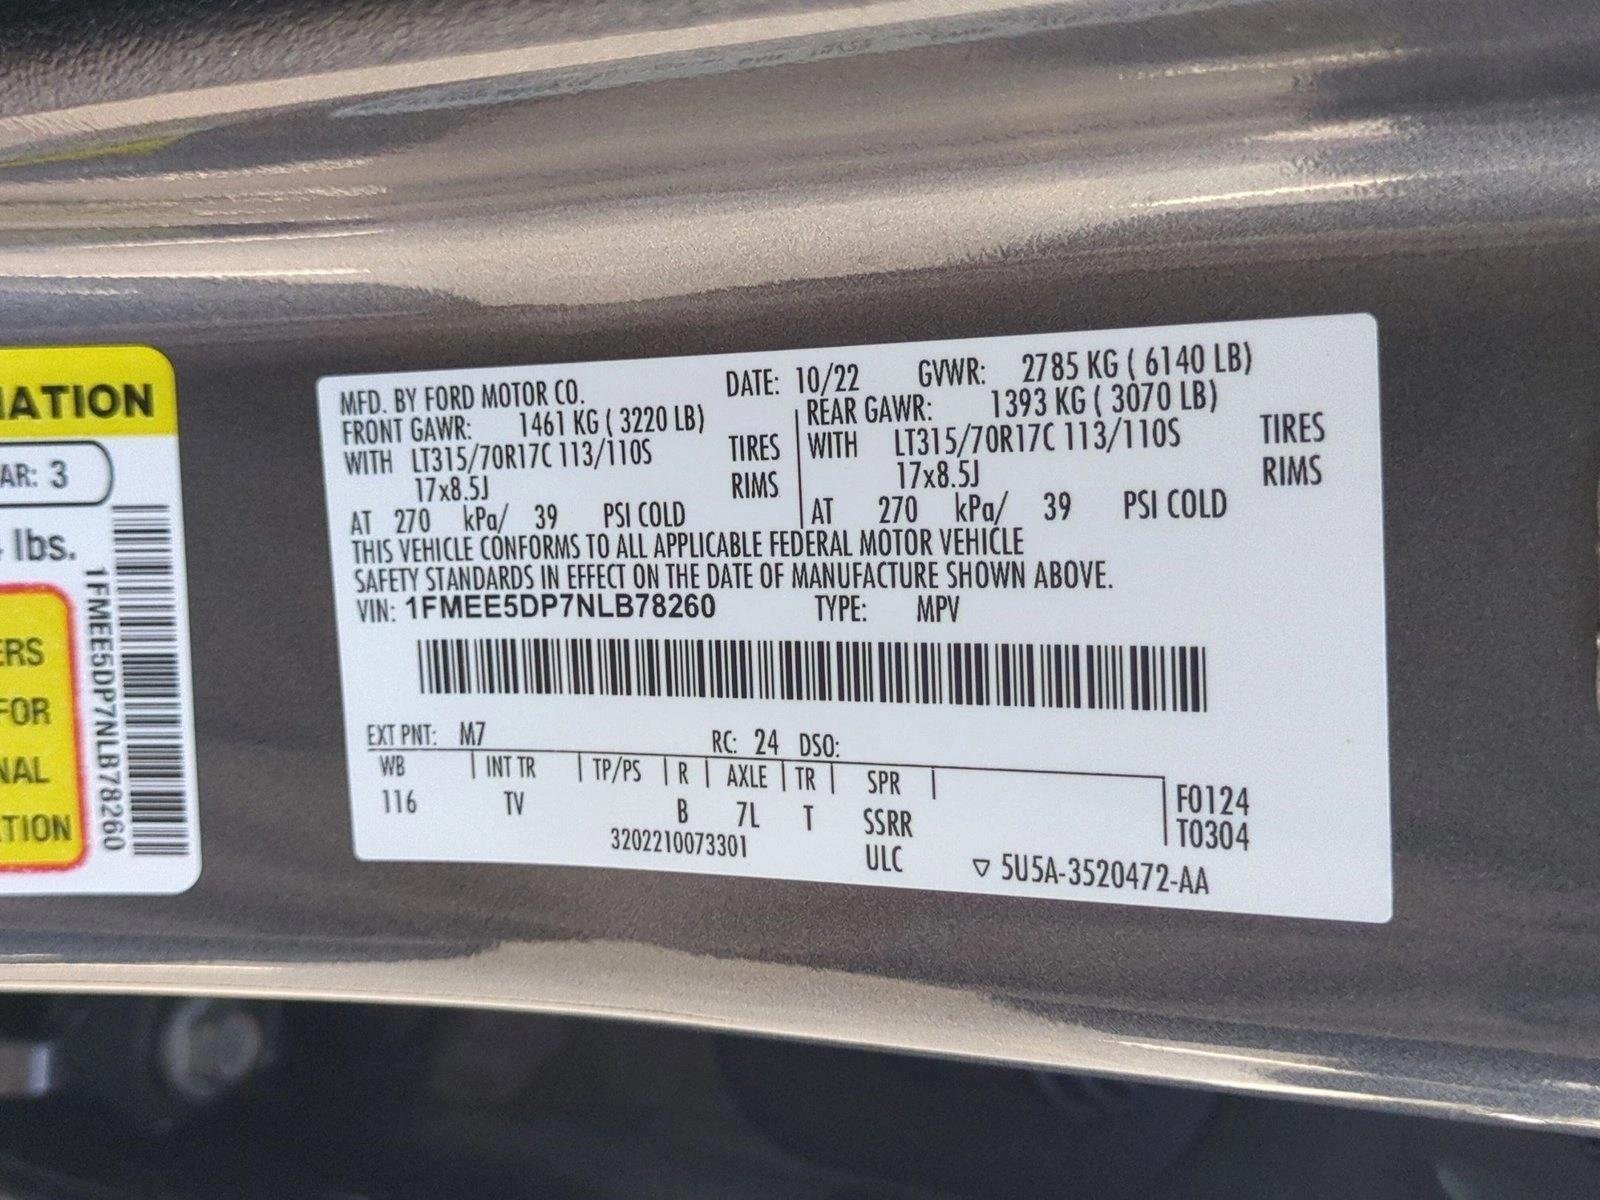 MFD. BY FORD MOTOR CO. DATE: 10/22 GVWR: 2785 KG ( 6140 LB)
FRONT GAWR: 1461 KG ( 3220 LB) REAR GAWR: 1393 KG ( 3070 LB)
WITH LT315/70R17C 113/110S TIRES WITH LT315/70R17C 113/110S TIRES
17x8.5J RIMS 17x8.5J RIMS
AT 270 kPa/ 39 PSI COLD AT 270 kPa/ 39 PSI COLD
THIS VEHICLE CONFORMS TO ALL APPLICABLE FEDERAL MOTOR VEHICLE
SAFETY STANDARDS IN EFFECT ON THE DATE OF MANUFACTURE SHOWN ABOVE.
VIN: 1FMEE5DP7NLB78260 TYPE: MPV
EXT PNT: M7 RC: 24 DSO:
WB INT TR TP/PS R AXLE TR SPR
116 TV B 7L T SSRR F0124
3202210073301 ULC T0304
▽ 5U5A-3520472-AA
MATION
AR: 3
lbs.
1FMEE5DP7NLB78260
ERS
FOR
NAL
TION